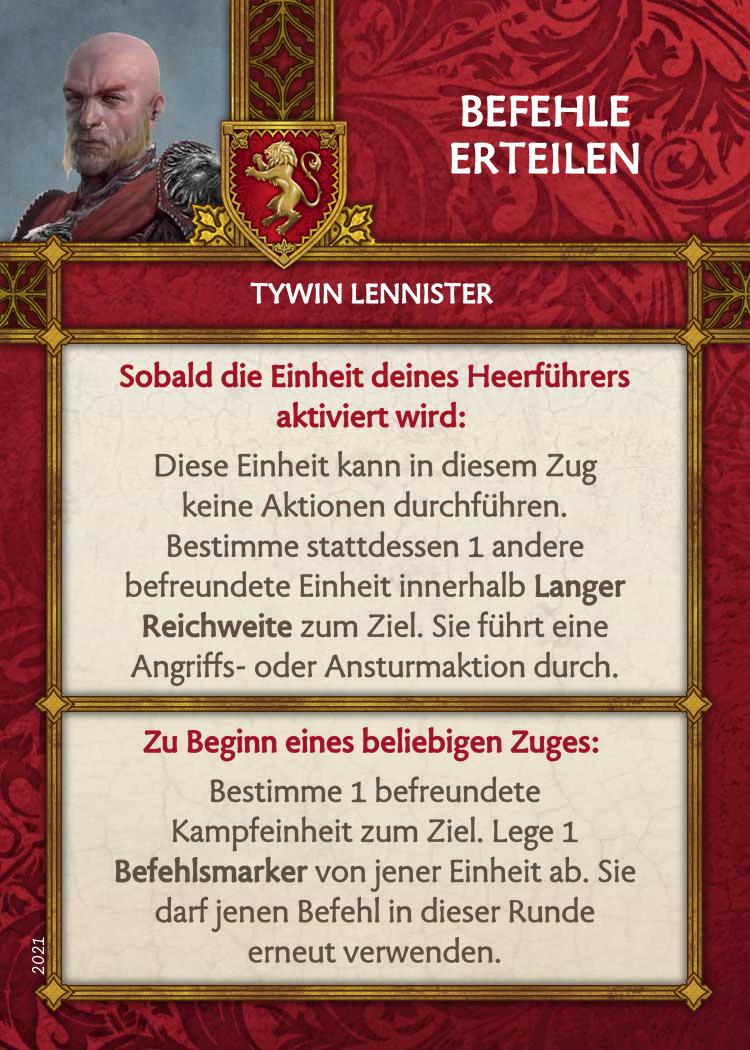 BEFEHLE
ERTEILEN
TYWIN LENNISTER
Sobald die Einheit deines Heerführers
aktiviert wird:
Diese Einheit kann in diesem Zug
keine Aktionen durchführen.
Bestimme stattdessen 1 andere
befreundete Einheit innerhalb Langer
Reichweite zum Ziel. Sie führt eine
Angriffs- oder Ansturmaktion durch.
Zu Beginn eines beliebigen Zuges:
Bestimme 1 befreundete
Kampfeinheit zum Ziel. Lege 1
Befehlsmarker von jener Einheit ab. Sie
darf jenen Befehl in dieser Runde
erneut verwenden.
2021